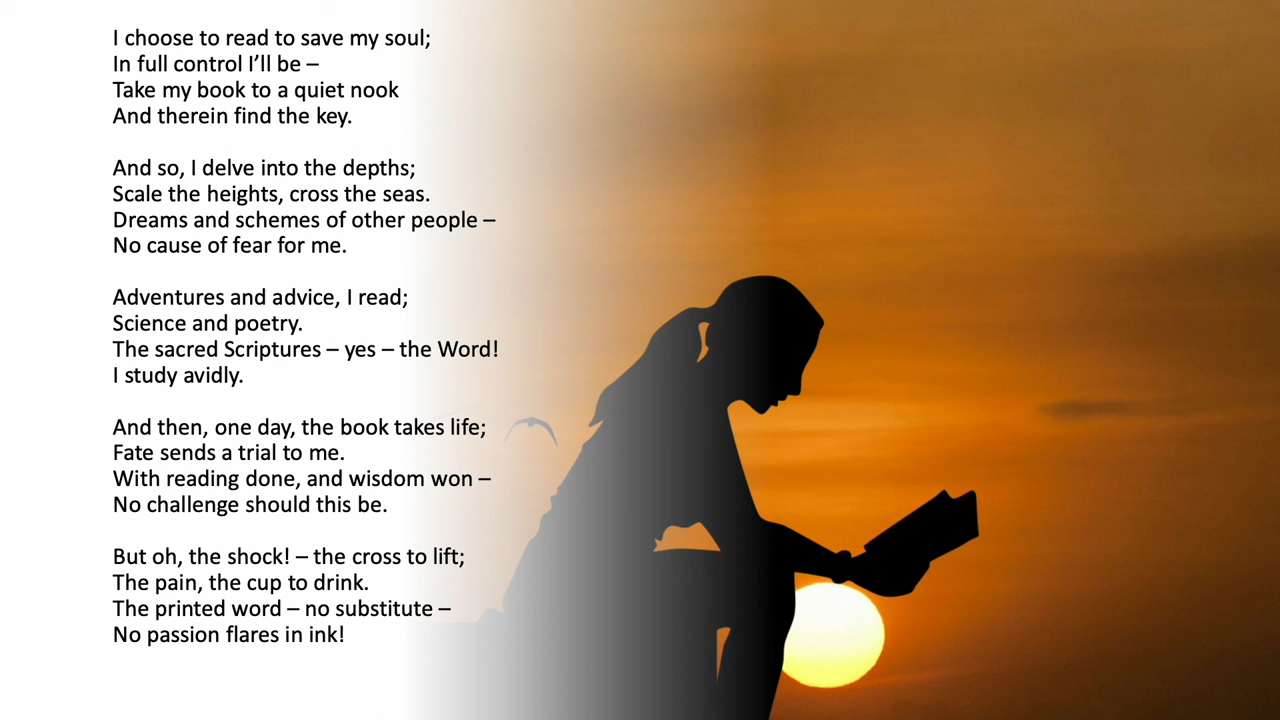 I choose to read to save my soul;
In full control I’ll be –
Take my book to a quiet nook
And therein find the key.

And so, I delve into the depths;
Scale the heights, cross the seas.
Dreams and schemes of other people –
No cause of fear for me.

Adventures and advice, I read;
Science and poetry.
The sacred Scriptures – yes – the Word!
I study avidly.

And then, one day, the book takes life;
Fate sends a trial to me.
With reading done, and wisdom won –
No challenge should this be.

But oh, the shock! – the cross to lift;
The pain, the cup to drink.
The printed word – no substitute –
No passion flares in ink!